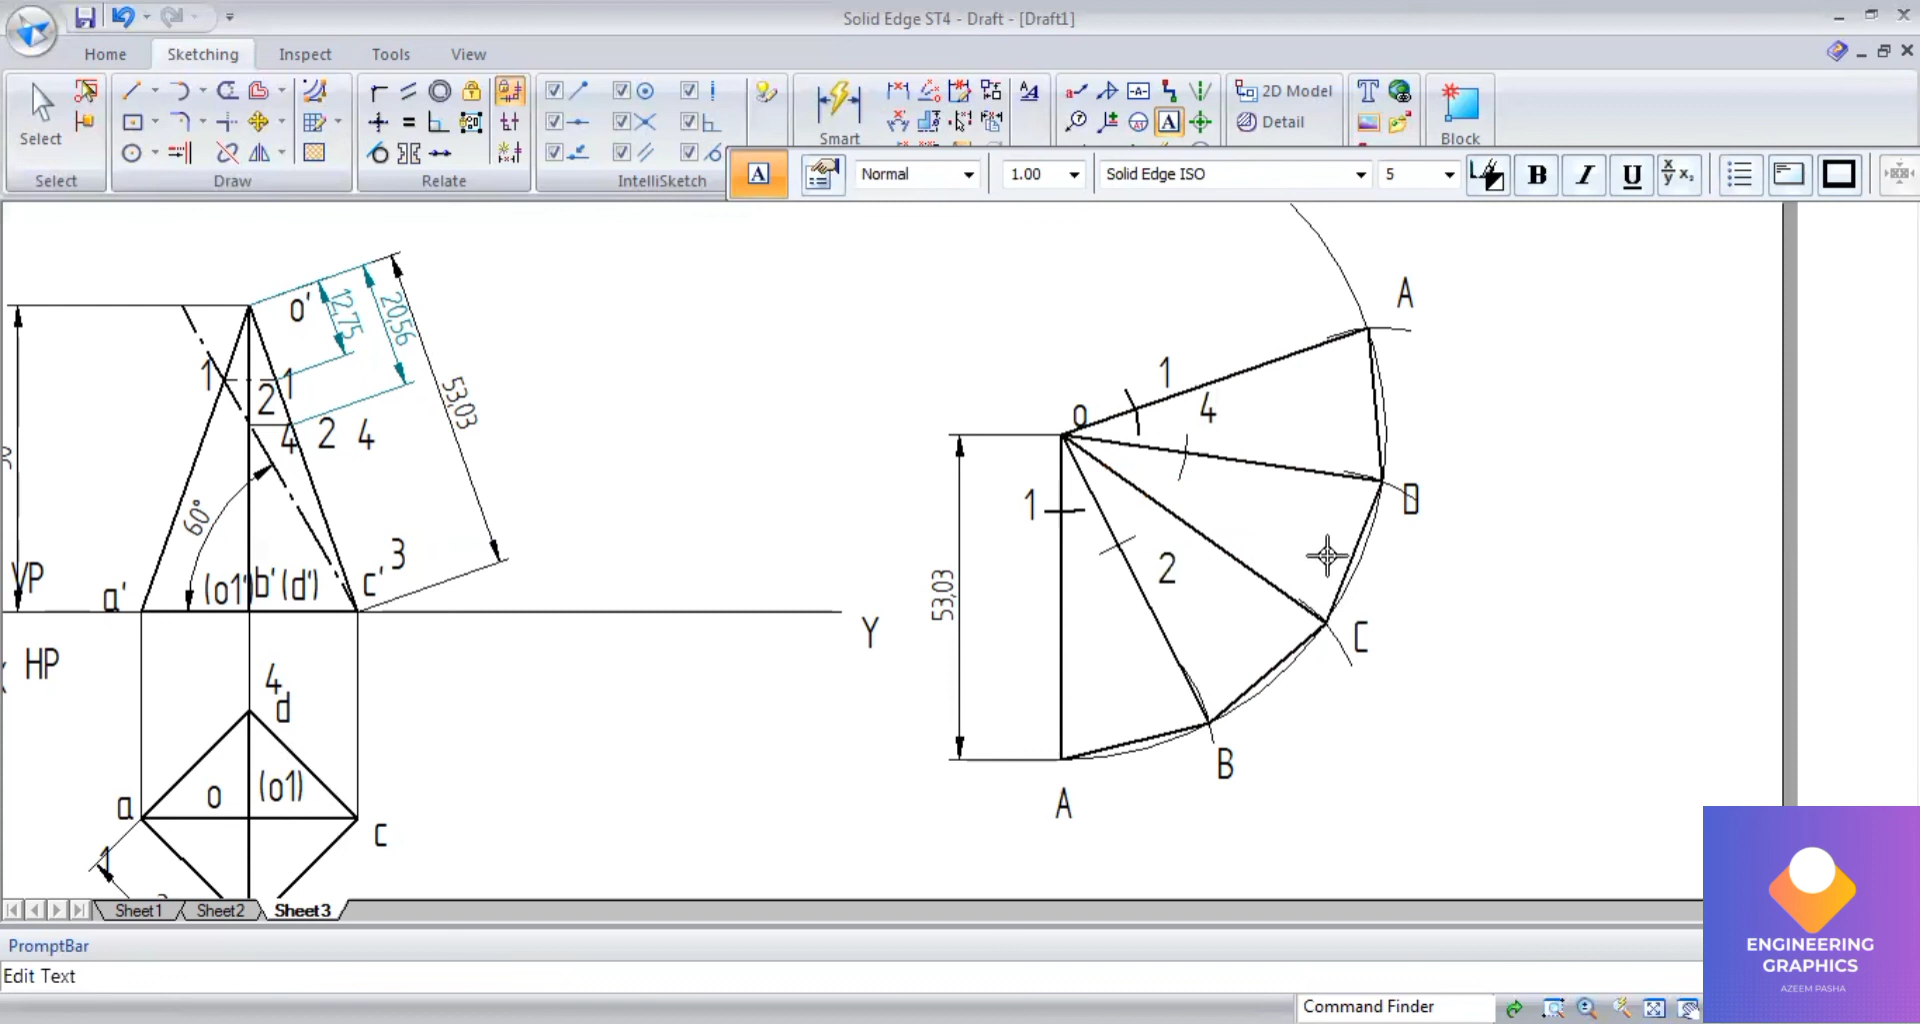 Solid Edge ST4 - Draft - [Draft1]
Home
Sketching
Inspect
Tools
View
Select
Smart
2D Model
Detail
Block
Select
Draw
Relate
IntelliSketch
Normal
1.00
Solid Edge ISO
5
B
I
U
o'
12,75
20,56
53,03
1
1
2
4
2
4
60°
3
VP
a'
(o1')
b'
(d')
c'
Y
HP
4
d
a
o
(o1)
c
1
A
1
4
O
1
2
D
53,03
C
B
A
Sheet1
Sheet2
Sheet3
PromptBar
Edit Text
Command Finder
ENGINEERING
GRAPHICS
AZEEM PASHA